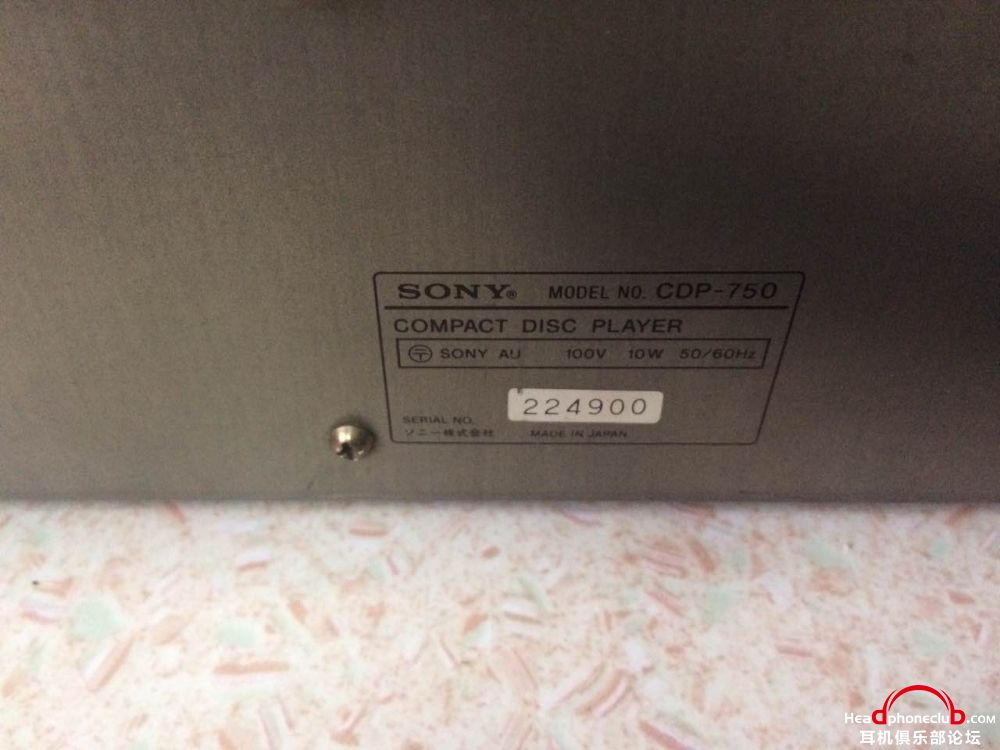 SONY® MODEL NO. CDP-750
COMPACT DISC PLAYER
〒 SONY AU 100V 10W 50/60Hz
224900
SERIAL NO.
ソニー株式会社 MADE IN JAPAN
Headphoneclub.com
耳机俱乐部论坛